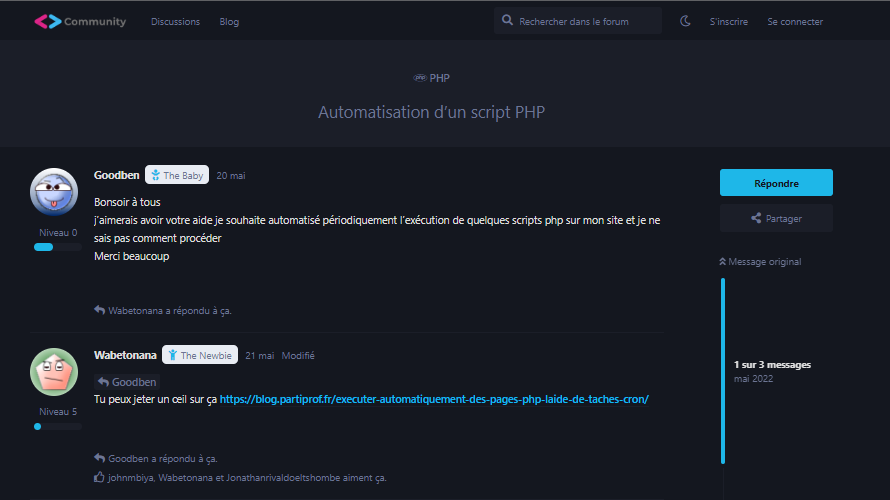 Community Discussions Blog Rechercher dans le forum S'inscrire Se connecter
php PHP
Automatisation d'un script PHP
Goodben The Baby 20 mai
Répondre
Bonsoir à tous
j'aimerais avoir votre aide je souhaite automatisé périodiquement l'exécution de quelques scripts php sur mon site et je ne
sais pas comment procéder
Merci beaucoup
Niveau 0
Partager
Message original
Wabetonana a répondu à ça.
Wabetonana The Newbie 21 mai Modifié
1 sur 3 messages
mai 2022
Goodben
Tu peux jeter un œil sur ça https://blog.partiprof.fr/executer-automatiquement-des-pages-php-laide-de-taches-cron/
Niveau 5
Goodben a répondu à ça.
johnmbiya, Wabetonana et Jonathanrivaldoeltshombe aiment ça.